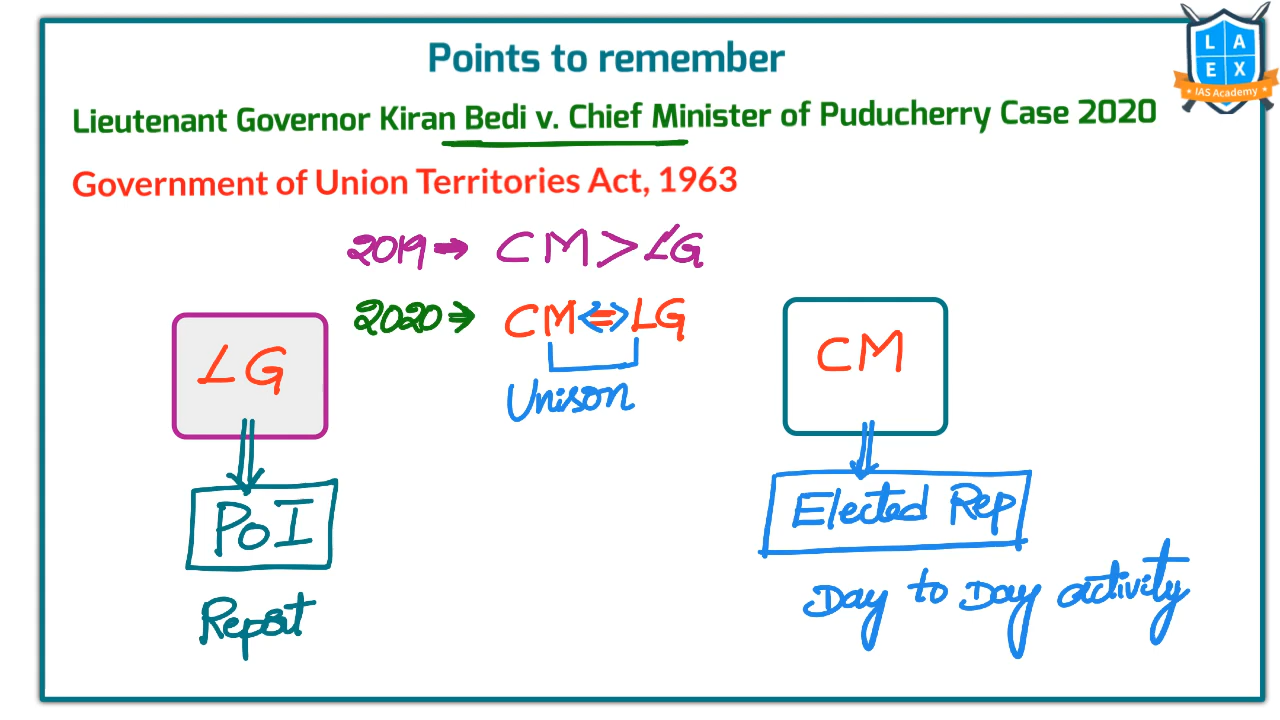 Points to remember
L A
E X
IAS Academy
Lieutenant Governor Kiran Bedi v. Chief Minister of Puducherry Case 2020
Government of Union Territories Act, 1963
2019 → CM > LG
2020 → CM ⇔ LG
Unison
LG
CM
PoI
Elected Rep
Report
Day to Day activity